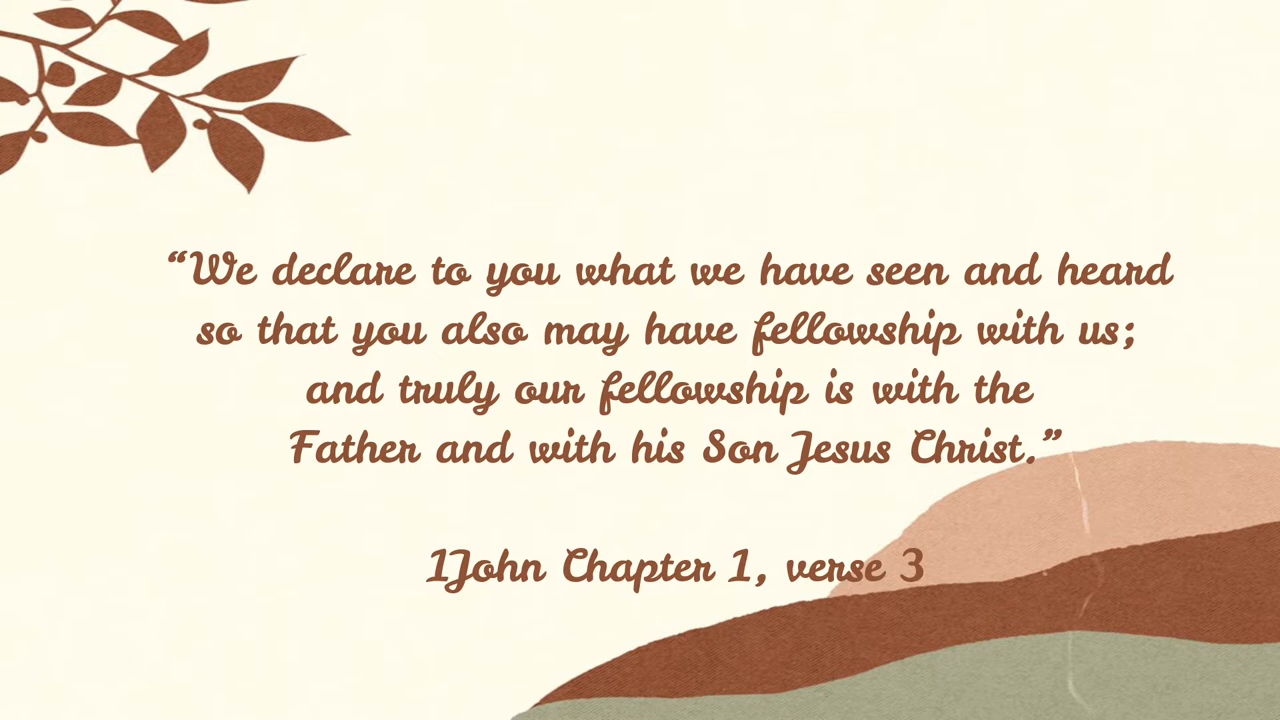 “We declare to you what we have seen and heard
so that you also may have fellowship with us;
and truly our fellowship is with the
Father and with his Son Jesus Christ.”
1John Chapter 1, verse 3